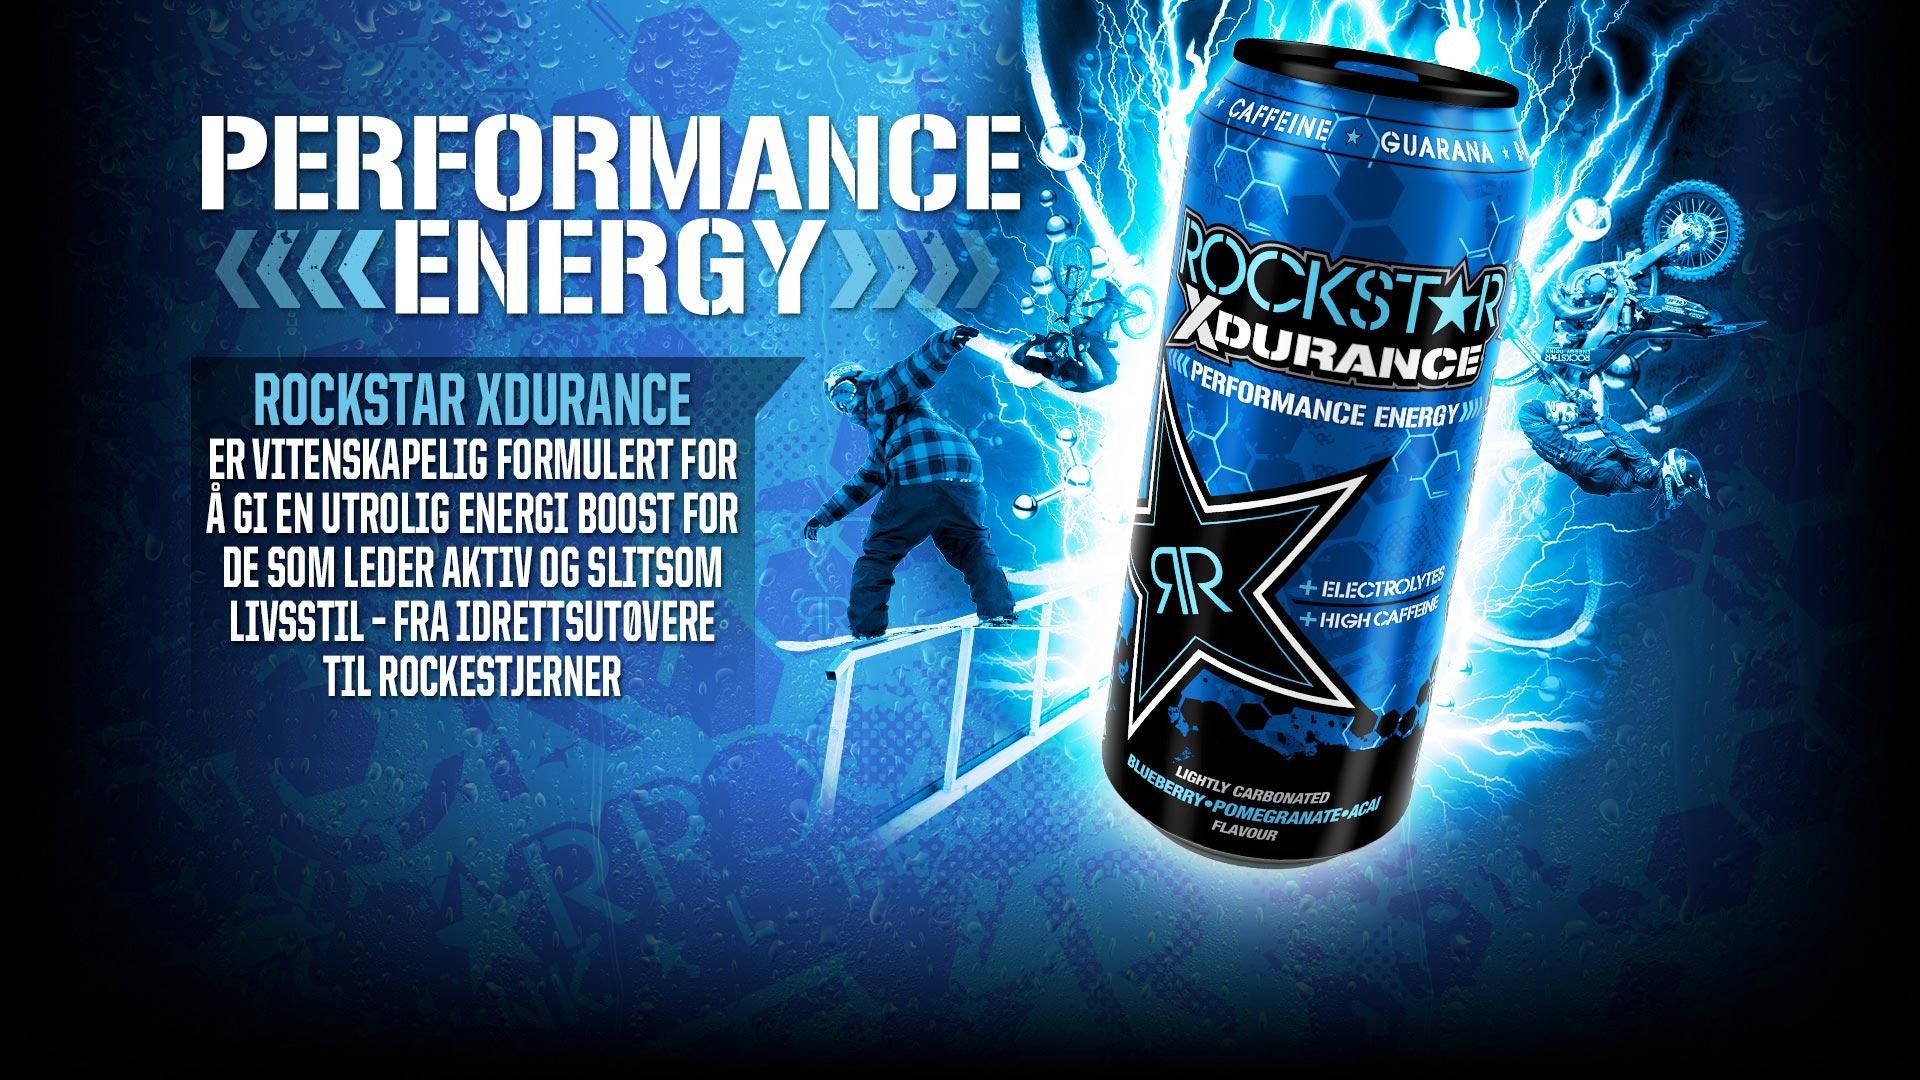 PERFORMANCE
ENERGY
ROCKSTAR XDURANCE
ER VITENSKAPELIG FORMULERT FOR
Å GI EN UTROLIG ENERGI BOOST FOR
DE SOM LEDER AKTIV OG SLITSOM
LIVSSTIL - FRA IDRETTSUTØVERE
TIL ROCKESTJERNER
CAFFEINE ★ GUARANA ★
ROCKSTAR
XDURANCE
PERFORMANCE ENERGY
RR
+ ELECTROLYTES
+ HIGH CAFFEINE
LIGHTLY CARBONATED
BLUEBERRY • POMEGRANATE • ACAI
FLAVOUR